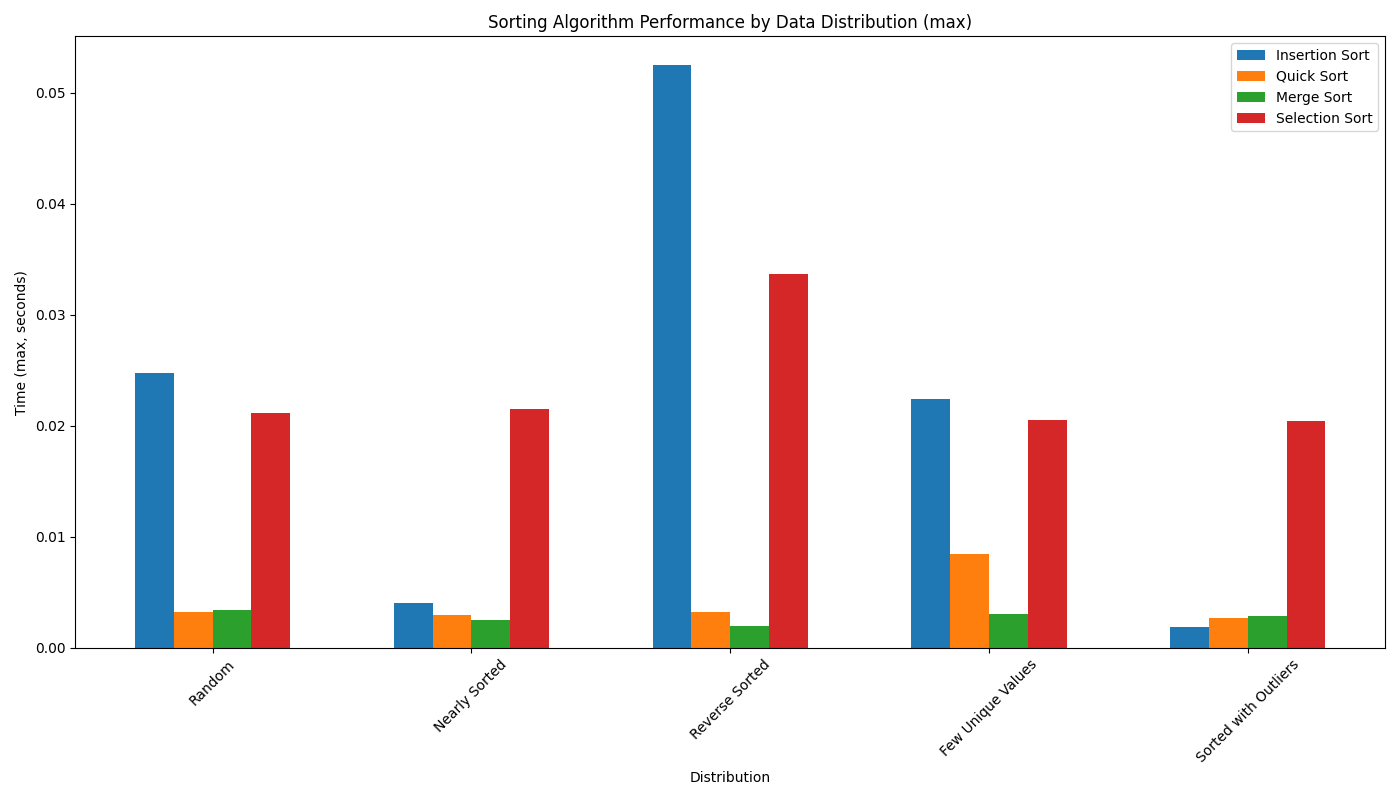 Sorting Algorithm Performance by Data Distribution (max)
Insertion Sort
Quick Sort
Merge Sort
Selection Sort
Time (max, seconds)
0.05
0.04
0.03
0.02
0.01
0.00
Random
Nearly Sorted
Reverse Sorted
Few Unique Values
Sorted with Outliers
Distribution